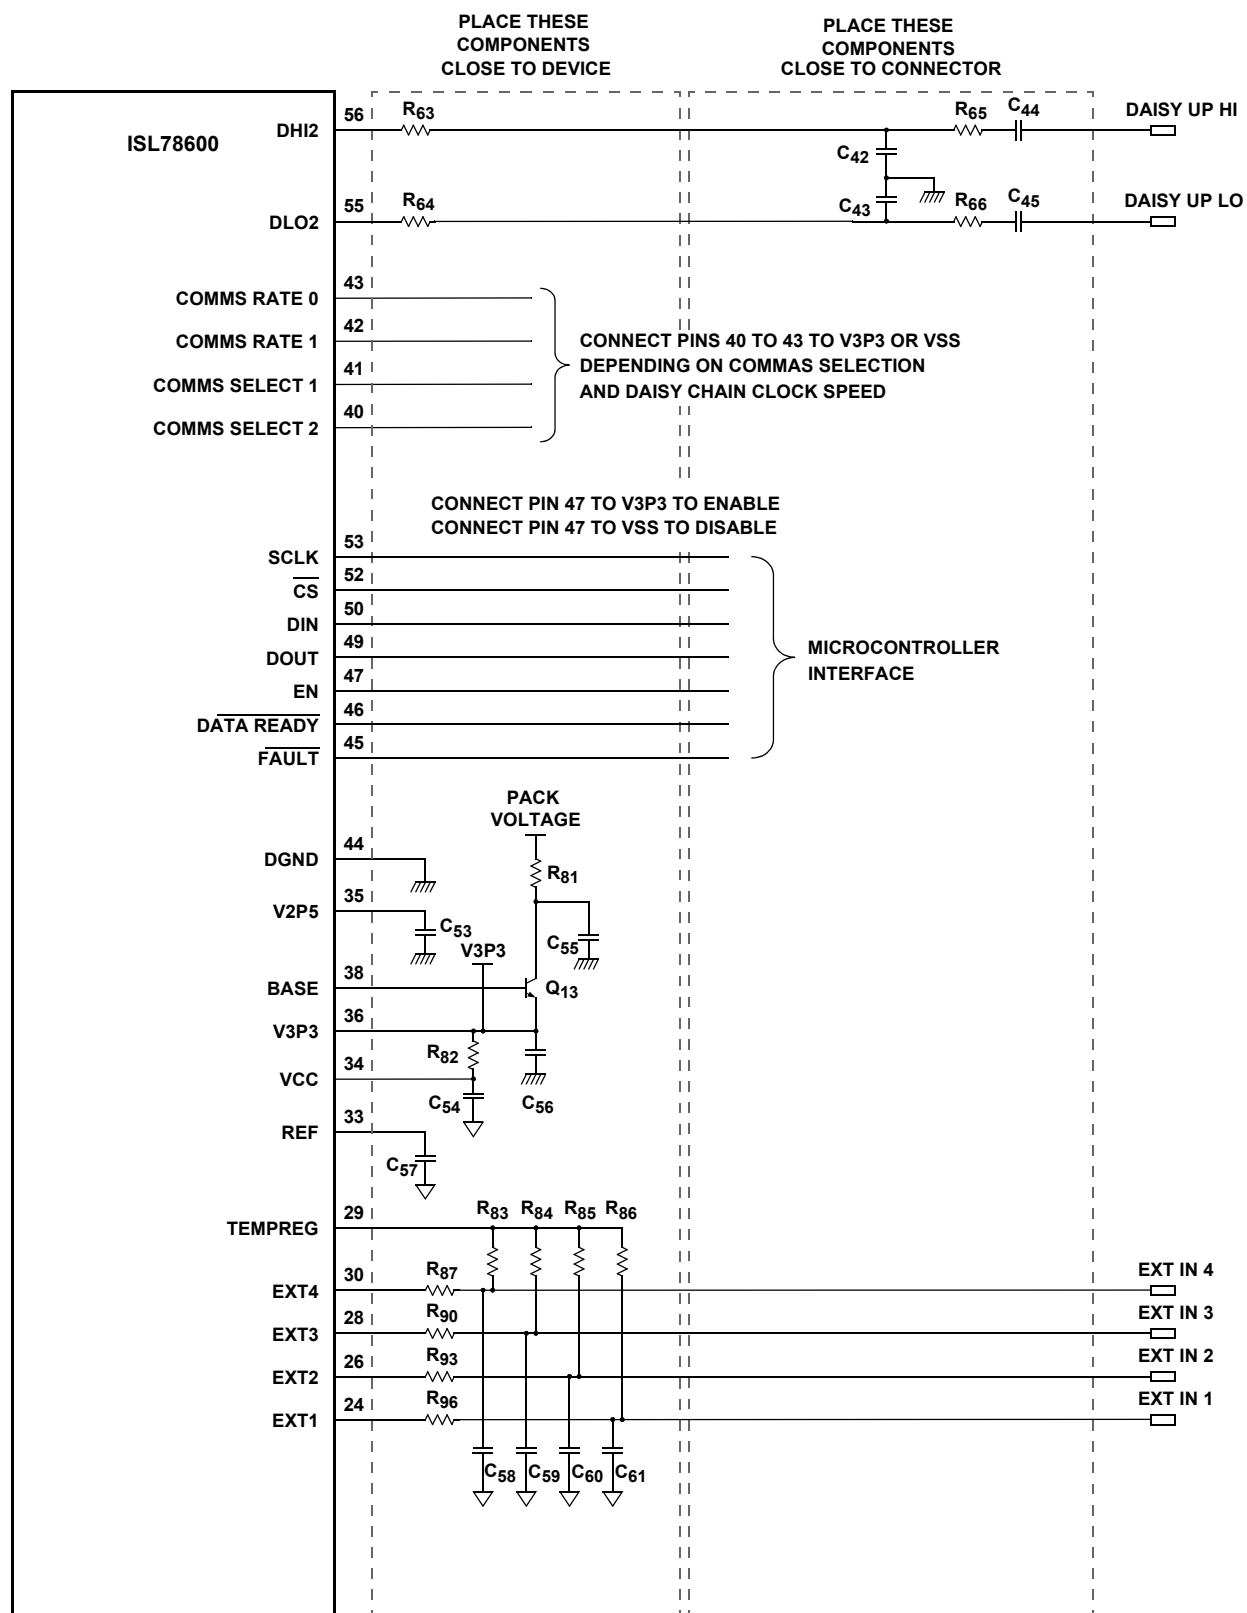 PLACE THESE
COMPONENTS
CLOSE TO DEVICE
PLACE THESE
COMPONENTS
CLOSE TO CONNECTOR
ISL78600
DHI2
56
R63
R65
C44
DAISY UP HI
C42
DLO2
55
R64
C43
R66
C45
DAISY UP LO
COMMS RATE 0
43
COMMS RATE 1
42
COMMS SELECT 1
41
COMMS SELECT 2
40
CONNECT PINS 40 TO 43 TO V3P3 OR VSS
DEPENDING ON COMMAS SELECTION
AND DAISY CHAIN CLOCK SPEED
CONNECT PIN 47 TO V3P3 TO ENABLE
CONNECT PIN 47 TO VSS TO DISABLE
SCLK
53
CS
52
DIN
50
DOUT
49
EN
47
DATA READY
46
FAULT
45
MICROCONTROLLER
INTERFACE
PACK
VOLTAGE
DGND
44
R81
V2P5
35
C53
C55
V3P3
BASE
38
Q13
V3P3
36
R82
VCC
34
C54
C56
REF
33
C57
TEMPREG
29
R83
R84
R85
R86
EXT4
30
R87
EXT IN 4
EXT3
28
R90
EXT IN 3
EXT2
26
R93
EXT IN 2
EXT1
24
R96
EXT IN 1
C58
C59
C60
C61